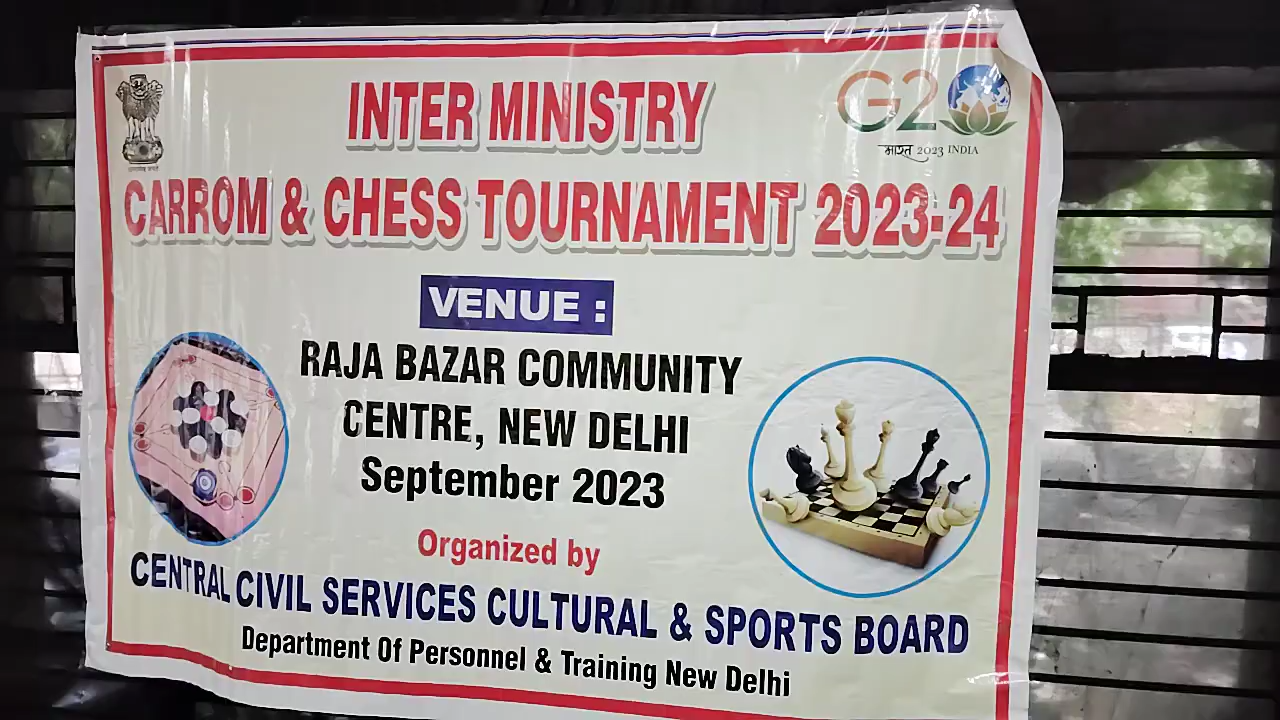 INTER MINISTRY
G20
भारत 2023 INDIA
CARROM & CHESS TOURNAMENT 2023-24
VENUE :
RAJA BAZAR COMMUNITY
CENTRE, NEW DELHI
September 2023
Organized by
CENTRAL CIVIL SERVICES CULTURAL & SPORTS BOARD
Department Of Personnel & Training New Delhi